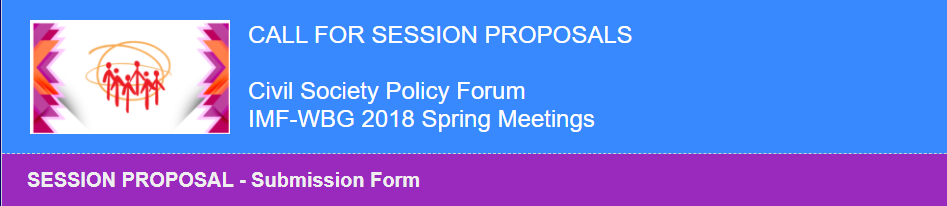 CALL FOR SESSION PROPOSALS
Civil Society Policy Forum
IMF-WBG 2018 Spring Meetings
SESSION PROPOSAL - Submission Form